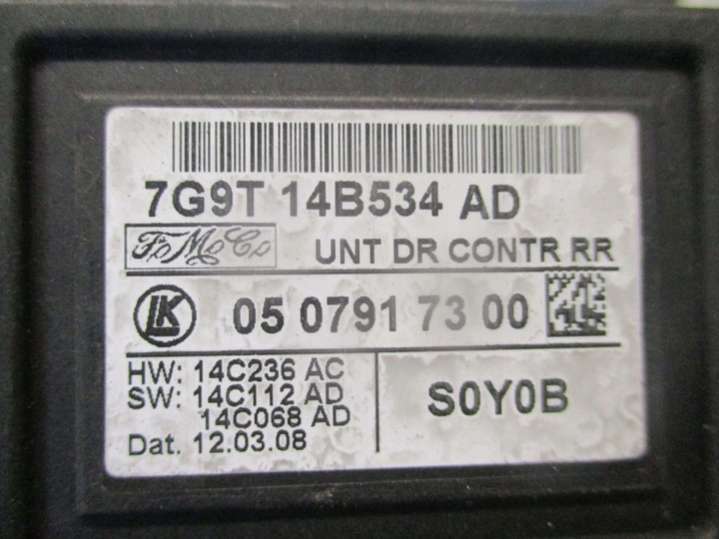 7G9T 14B534 AD
FoMoCo
UNT DR CONTR RR
LK
05 0791 73 00
HW: 14C236 AC
SW: 14C112 AD
14C068 AD
Dat. 12.03.08
S0Y0B